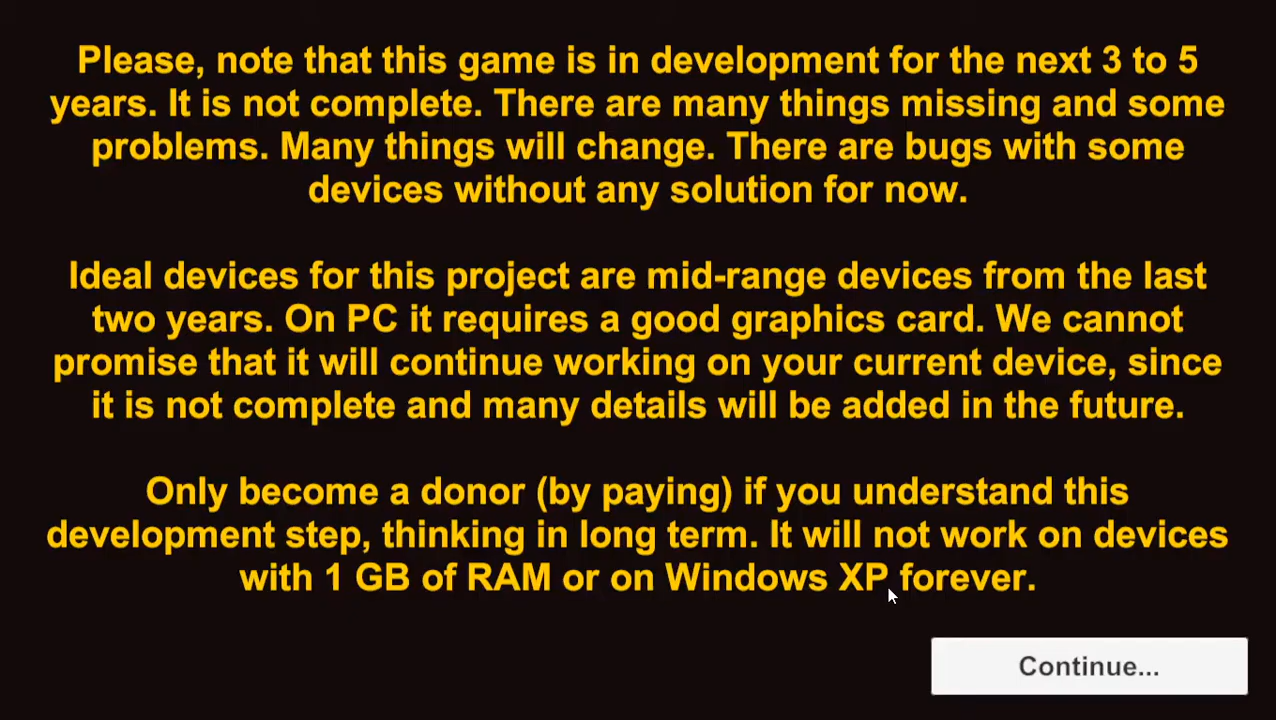 Please, note that this game is in development for the next 3 to 5
years. It is not complete. There are many things missing and some
problems. Many things will change. There are bugs with some
devices without any solution for now.
Ideal devices for this project are mid-range devices from the last
two years. On PC it requires a good graphics card. We cannot
promise that it will continue working on your current device, since
it is not complete and many details will be added in the future.
Only become a donor (by paying) if you understand this
development step, thinking in long term. It will not work on devices
with 1 GB of RAM or on Windows XP forever.
Continue...